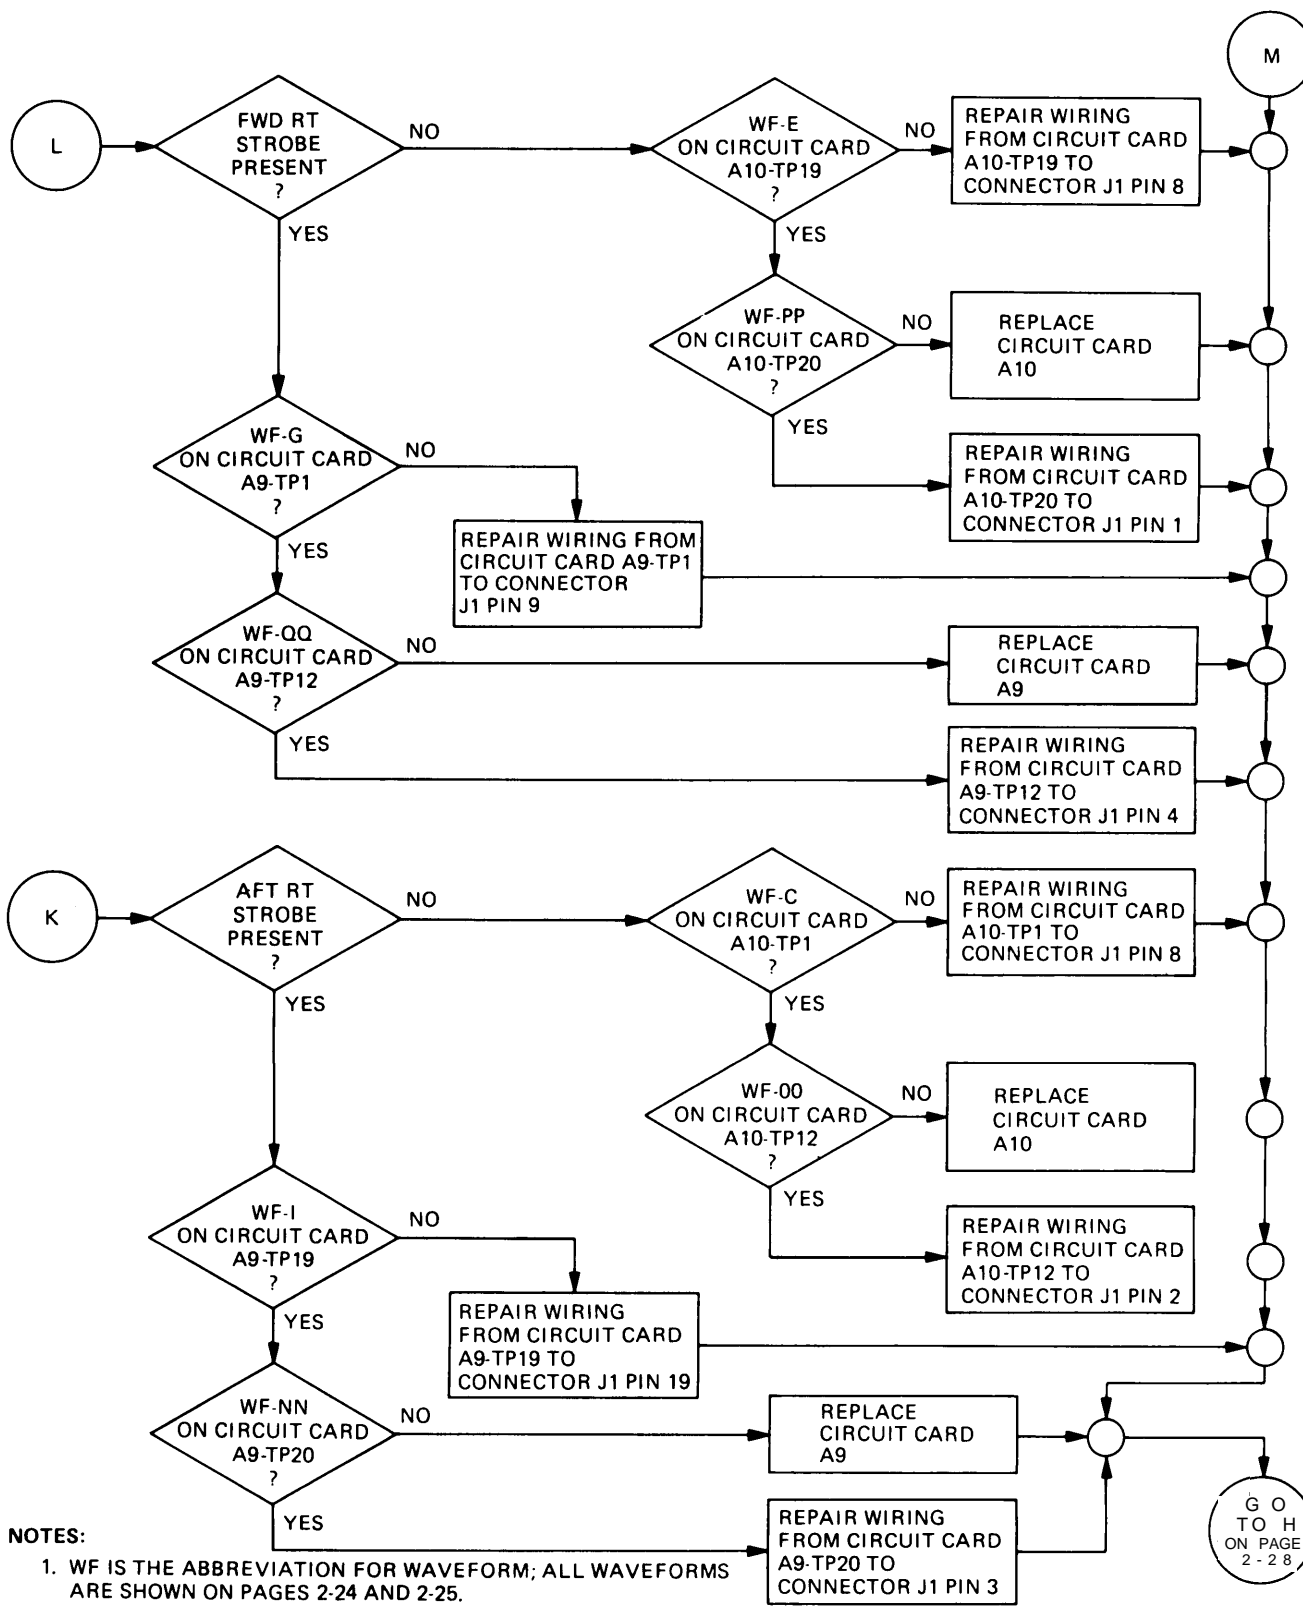 M
L
FWD RT
STROBE
PRESENT
?
NO
YES
WF-E
ON CIRCUIT CARD
A10-TP19
?
NO
YES
REPAIR WIRING
FROM CIRCUIT CARD
A10-TP19 TO
CONNECTOR J1 PIN 8
WF-PP
ON CIRCUIT CARD
A10-TP20
?
NO
YES
REPLACE
CIRCUIT CARD
A10
REPAIR WIRING
FROM CIRCUIT CARD
A10-TP20 TO
CONNECTOR J1 PIN 1
WF-G
ON CIRCUIT CARD
A9-TP1
?
NO
YES
REPAIR WIRING FROM
CIRCUIT CARD A9-TP1
TO CONNECTOR
J1 PIN 9
WF-QQ
ON CIRCUIT CARD
A9-TP12
?
NO
YES
REPLACE
CIRCUIT CARD
A9
REPAIR WIRING
FROM CIRCUIT CARD
A9-TP12 TO
CONNECTOR J1 PIN 4
K
AFT RT
STROBE
PRESENT
?
NO
YES
WF-C
ON CIRCUIT CARD
A10-TP1
?
NO
YES
REPAIR WIRING
FROM CIRCUIT CARD
A10-TP1 TO
CONNECTOR J1 PIN 8
WF-OO
ON CIRCUIT CARD
A10-TP12
?
NO
YES
REPLACE
CIRCUIT CARD
A10
REPAIR WIRING
FROM CIRCUIT CARD
A10-TP12 TO
CONNECTOR J1 PIN 2
WF-I
ON CIRCUIT CARD
A9-TP19
?
NO
YES
REPAIR WIRING
FROM CIRCUIT CARD
A9-TP19 TO
CONNECTOR J1 PIN 19
WF-NN
ON CIRCUIT CARD
A9-TP20
?
NO
YES
REPLACE
CIRCUIT CARD
A9
REPAIR WIRING
FROM CIRCUIT CARD
A9-TP20 TO
CONNECTOR J1 PIN 3
GO
TO H
ON PAGE
2-28
NOTES:
1. WF IS THE ABBREVIATION FOR WAVEFORM; ALL WAVEFORMS
ARE SHOWN ON PAGES 2-24 AND 2-25.